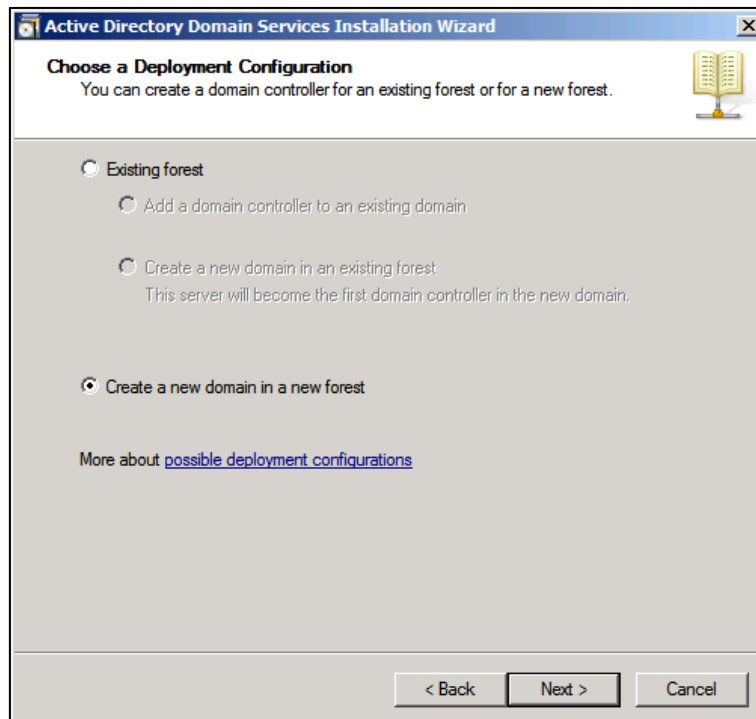 Active Directory Domain Services Installation Wizard
Choose a Deployment Configuration
You can create a domain controller for an existing forest or for a new forest.
Existing forest
Add a domain controller to an existing domain
Create a new domain in an existing forest
This server will become the first domain controller in the new domain.
Create a new domain in a new forest
More about possible deployment configurations
< Back Next > Cancel